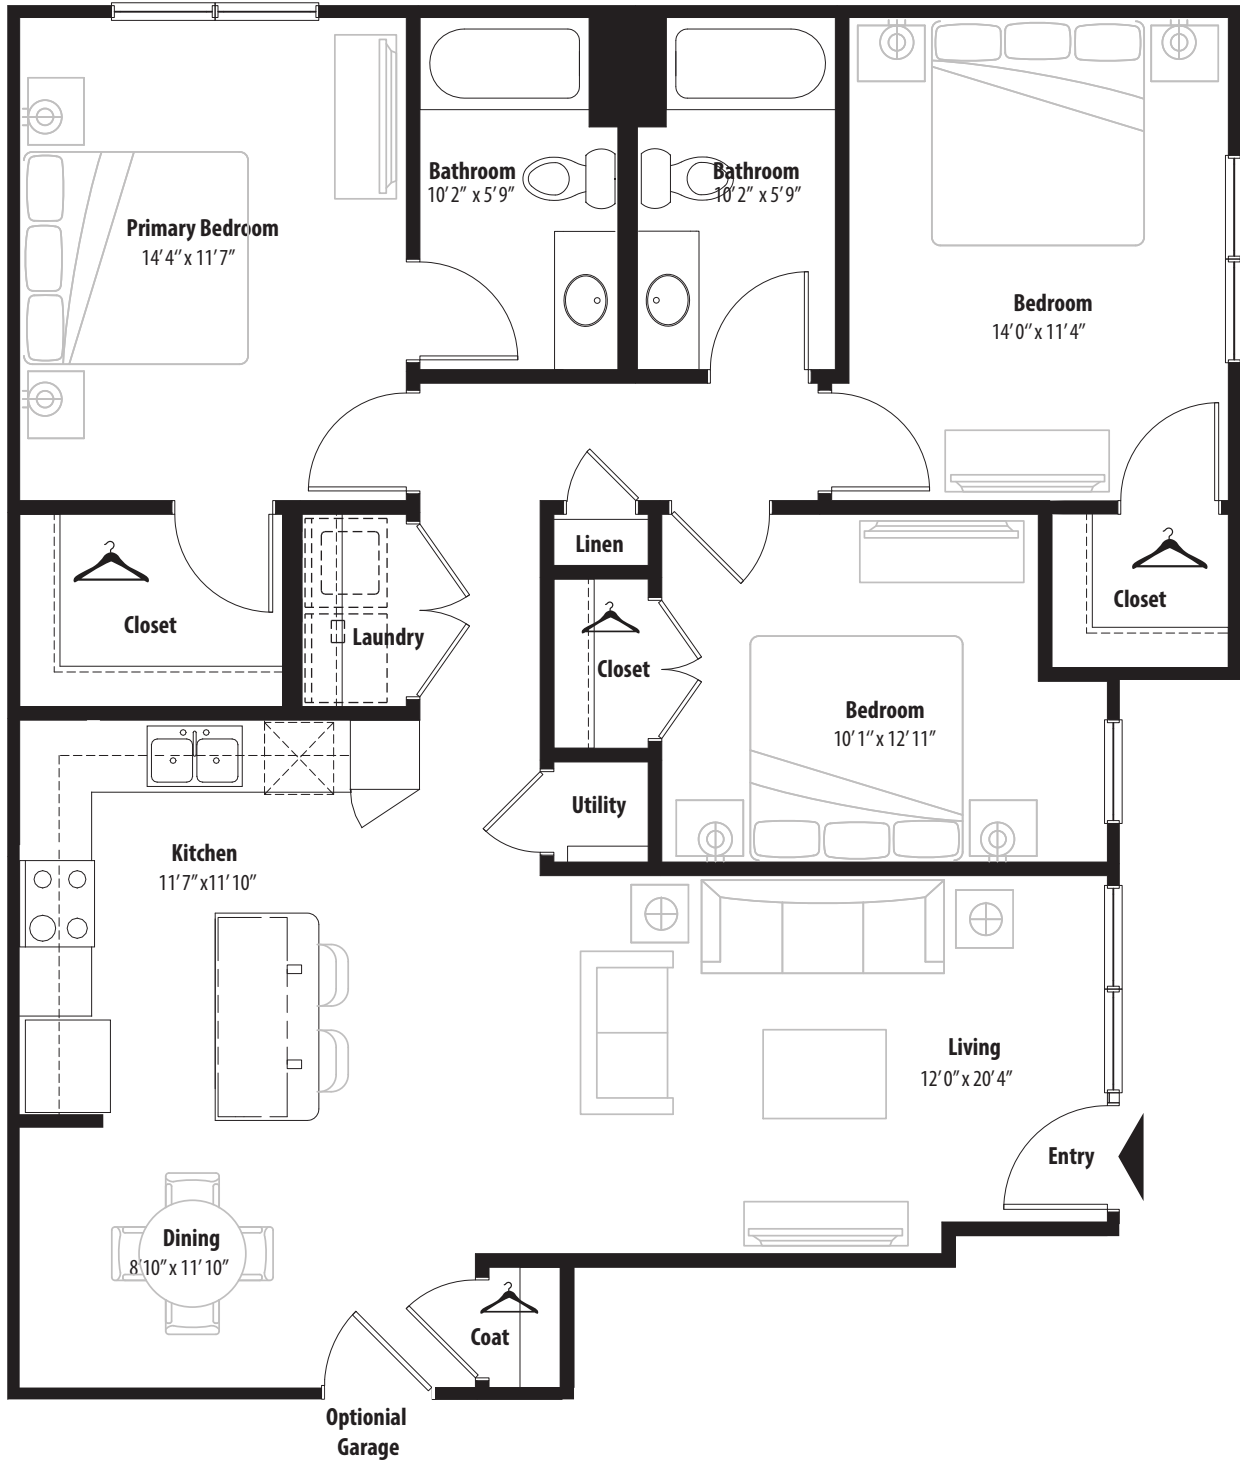 Bathroom
10'2" x 5'9"
Bathroom
10'2" x 5'9"
Primary Bedroom
14'4" x 11'7"
Bedroom
14'0" x 11'4"
Linen
Closet
Closet
Laundry
Closet
Bedroom
10'1" x 12'11"
Utility
Kitchen
11'7" x11'10"
Living
12'0" x 20'4"
Entry
Dining
8'10" x 11'10"
Coat
Optionial
Garage